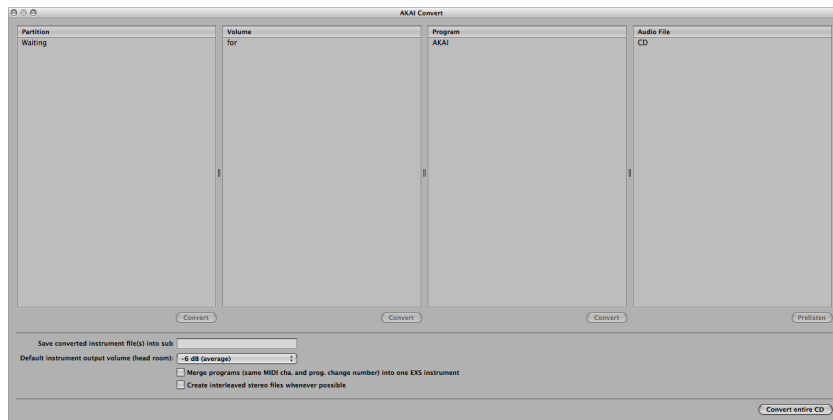 AKAI Convert
Partition Volume Program Audio File
Waiting for AKAI CD
Convert Convert Convert Prelisten
Save converted instrument file(s) into sub
Default instrument output volume (head room): -6 dB (average)
Merge programs (same MIDI cha. and prog. change number) into one EXS instrument
Create interleaved stereo files whenever possible
Convert entire CD